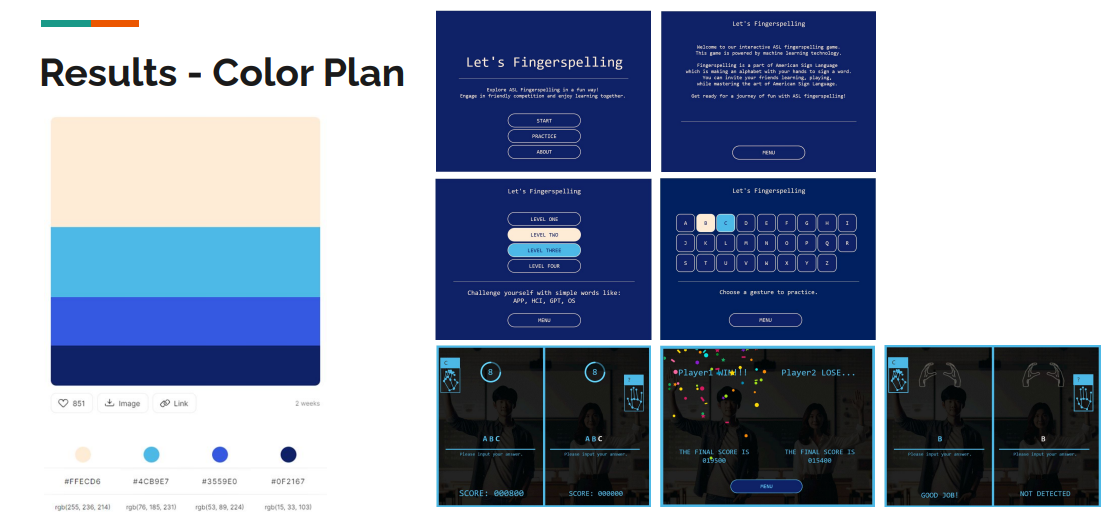 Results - Color Plan
851
Image
Link
2 weeks
#FFECD6
#4CB9E7
#3559E0
#0F2167
rgb(255, 236, 214)
rgb(76, 185, 231)
rgb(53, 89, 224)
rgb(15, 33, 103)
Let's Fingerspelling
Explore ASL Fingerspelling in a fun way!
Engage in friendly competition and enjoy learning together.
START
PRACTICE
ABOUT
Let's Fingerspelling
Welcome to our interactive ASL fingerspelling game.
This game is powered by machine learning technology.
Fingerspelling is a part of American Sign Language
which is making an alphabet with your hands to sign a word.
You can invite your friends learning, playing,
while mastering the art of American Sign Language.
Get ready for a journey of fun with ASL fingerspelling!
MENU
Let's Fingerspelling
LEVEL ONE
LEVEL TWO
LEVEL THREE
LEVEL FOUR
Challenge yourself with simple words like:
APP, HCI, GPT, OS
MENU
Let's Fingerspelling
A B C D E F G H I
J K L M N O P Q R
S T U V W X Y Z
Choose a gesture to practice.
MENU
C
8
ABC
Please input your answer.
SCORE: 000800
8
ABC
Please input your answer.
SCORE: 000000
Player1 WIN!!!
THE FINAL SCORE IS
Player2 LOSE...
THE FINAL SCORE IS
015400
MENU
B
Please input your answer.
GOOD JOB!
B
Please input your answer.
NOT DETECTED